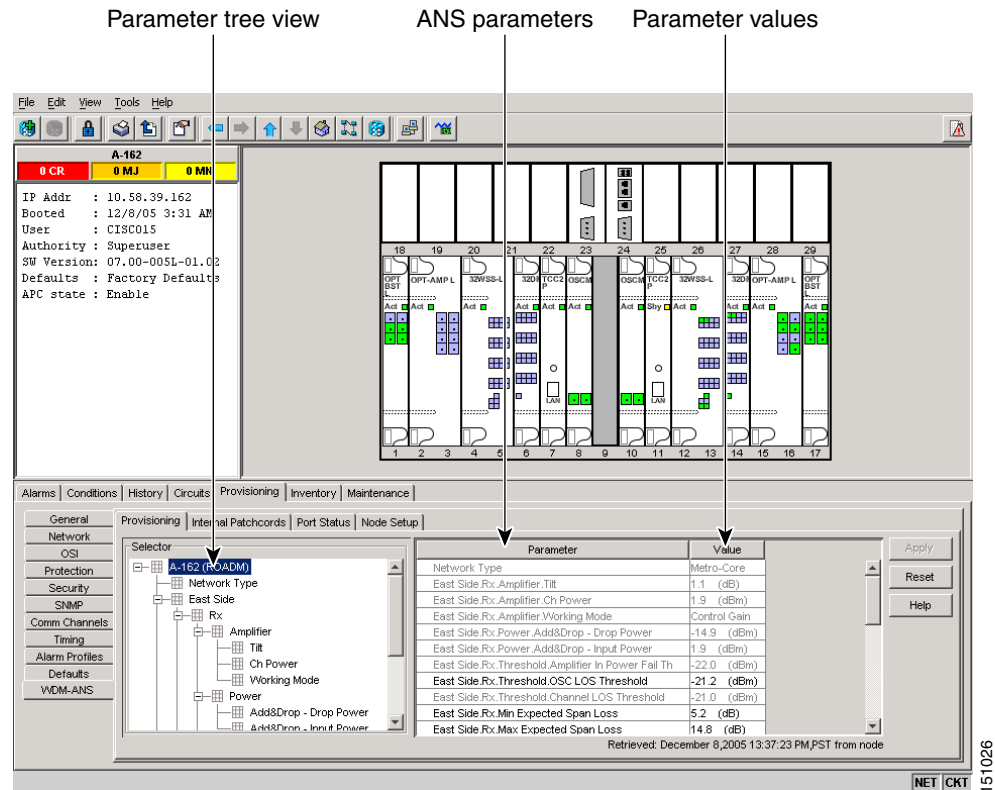 Parameter tree view
ANS parameters
Parameter values
File Edit View Tools Help
A-162
0 CR
0 MJ
0 MN
IP Addr : 10.58.39.162
Booted : 12/8/05 3:31 AM
User : CISCO15
Authority : Superuser
SW Version: 07.00-005L-01.02
Defaults : Factory Defaults
APC state : Enable
18 19 20 21 22 23 24 25 26 27 28 29
OPT BST L
OPT-AMP L
32WSS-L
TCC2 P
OSCM
OSCM
TCC2 P
32WSS-L
OPT-AMP L
OPT BST L
Act Act Act Act Act Act Act Sby Act Act Act Act
LAN
LAN
1 2 3 4 5 6 7 8 9 10 11 12 13 14 15 16 17
Alarms Conditions History Circuits Provisioning Inventory Maintenance
General
Network
OSI
Protection
Security
SNMP
Comm Channels
Timing
Alarm Profiles
Defaults
WDM-ANS
Provisioning Internal Patchcords Port Status Node Setup
Selector
A-162 (ROADM)
Network Type
East Side
Rx
Amplifier
Tilt
Ch Power
Working Mode
Power
Add&Drop - Drop Power
Add&Drop - Input Power
Parameter Value
Network Type Metro-Core
East Side.Rx.Amplifier.Tilt 1.1 (dB)
East Side.Rx.Amplifier.Ch Power 1.9 (dBm)
East Side.Rx.Amplifier.Working Mode Control Gain
East Side.Rx.Power.Add&Drop - Drop Power -14.9 (dBm)
East Side.Rx.Power.Add&Drop - Input Power 1.9 (dBm)
East Side.Rx.Threshold.Amplifier In Power Fail Th -22.0 (dBm)
East Side.Rx.Threshold.OSC LOS Threshold -21.2 (dBm)
East Side.Rx.Threshold.Channel LOS Threshold -21.0 (dBm)
East Side.Rx.Min Expected Span Loss 5.2 (dB)
East Side.Rx.Max Expected Span Loss 14.8 (dB)
Apply
Reset
Help
Retrieved: December 8,2005 13:37:23 PM,PST from node
NET CKT
151026